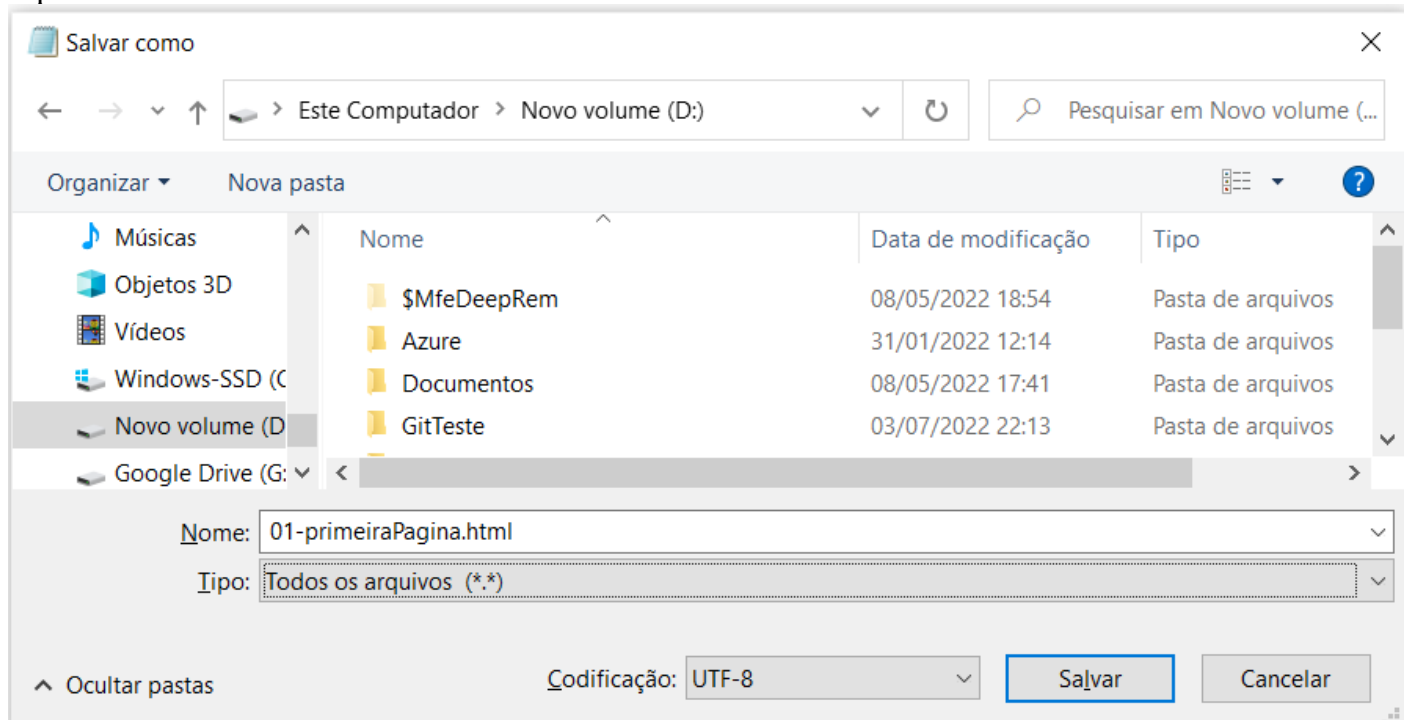 Salvar como
Este Computador > Novo volume (D:)
Pesquisar em Novo volume (...
Organizar
Nova pasta
Músicas
Objetos 3D
Vídeos
Windows-SSD (C
Novo volume (D
Google Drive (G:
Nome Data de modificação Tipo
$MfeDeepRem 08/05/2022 18:54 Pasta de arquivos
Azure 31/01/2022 12:14 Pasta de arquivos
Documentos 08/05/2022 17:41 Pasta de arquivos
GitTeste 03/07/2022 22:13 Pasta de arquivos
Nome: 01-primeiraPagina.html
Tipo: Todos os arquivos (*.*)
Ocultar pastas
Codificação: UTF-8
Salvar
Cancelar